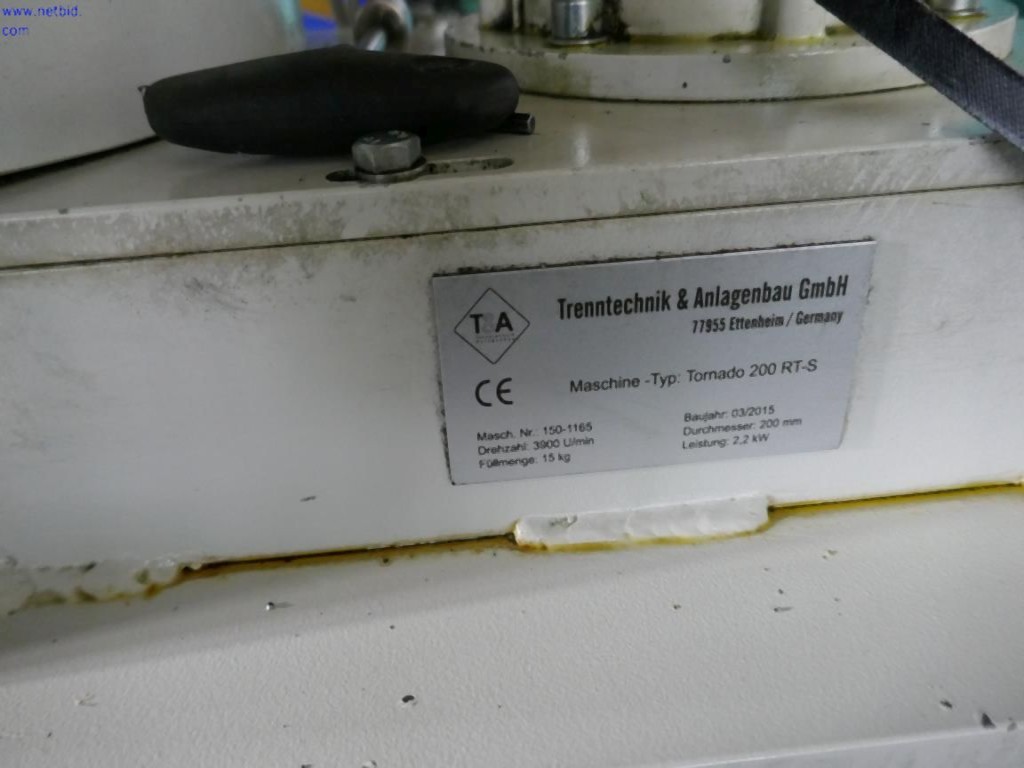 www.netbid.
com
T&A
Trenntechnik & Anlagenbau GmbH
77955 Ettenheim / Germany
CE
Maschine -Typ: Tornado 200 RT-S
Masch. Nr.: 150-1165
Drehzahl: 3900 U/min
Füllmenge: 15 kg
Baujahr: 03/2015
Durchmesser: 200 mm
Leistung: 2,2 kW